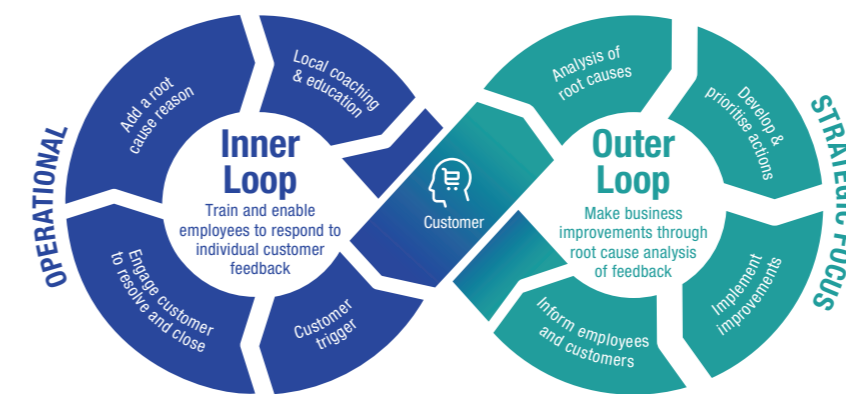 OPERATIONAL
Add a root
cause reason
Local coaching
& education
Inner
Loop
Train and enable
employees to respond to
individual customer
feedback
Engage customer
to resolve and close
Customer
trigger
Customer
Analysis of
root causes
Develop &
prioritise actions
Outer
Loop
Make business
improvements through
root cause analysis
of feedback
Inform employees
and customers
Implement
improvements
STRATEGIC FOCUS